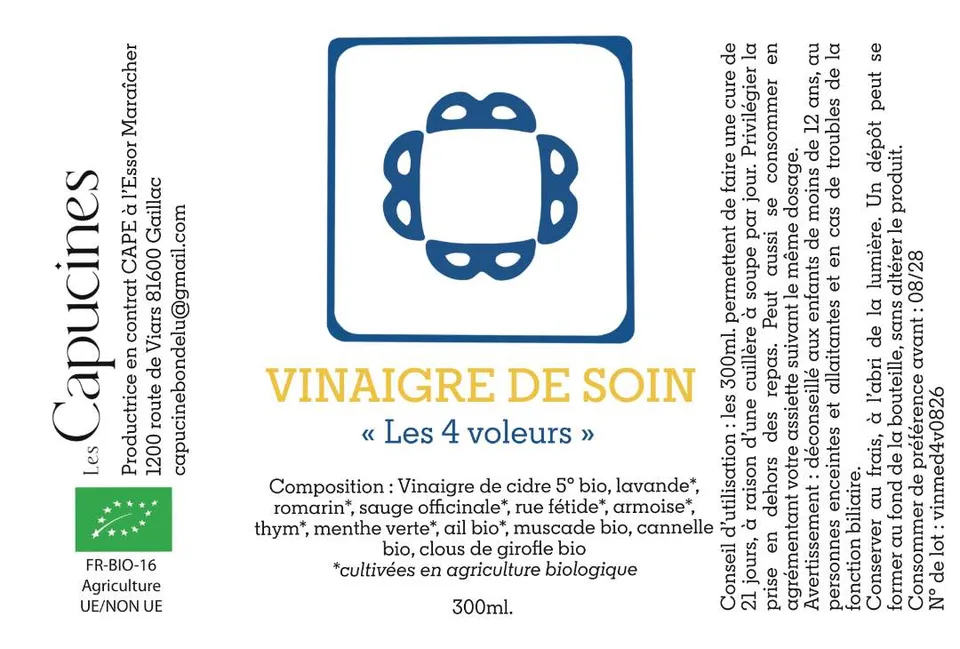 Les Capucines
Productrice en contrat CAPE à l'Essor Maraîcher
1200 route de Viars 81600 Gaillac
capucinebondelu@gmail.com
FR-BIO-16
Agriculture
UE/NON UE
VINAIGRE DE SOIN
« Les 4 voleurs »
Composition : Vinaigre de cidre 5° bio, lavande*,
romarin*, sauge officinale*, rue fétide*, armoise*,
thym*, menthe verte*, ail bio*, muscade bio, cannelle
bio, clous de girofle bio
*cultivées en agriculture biologique
300ml.
Conseil d'utilisation : les 300ml. permettent de faire une cure de
21 jours, à raison d'une cuillère à soupe par jour. Privilégier la
prise en dehors des repas. Peut aussi se consommer en
agrémentant votre assiette suivant le même dosage.
Avertissement : déconseillé aux enfants de moins de 12 ans, au
personnes enceintes et allaitantes et en cas de troubles de la
fonction biliaire.
Conserver au frais, à l'abri de la lumière. Un dépôt peut se
former au fond de la bouteille, sans altérer le produit.
Consommer de préférence avant : 08/28
N° de lot : vinmed4v0826